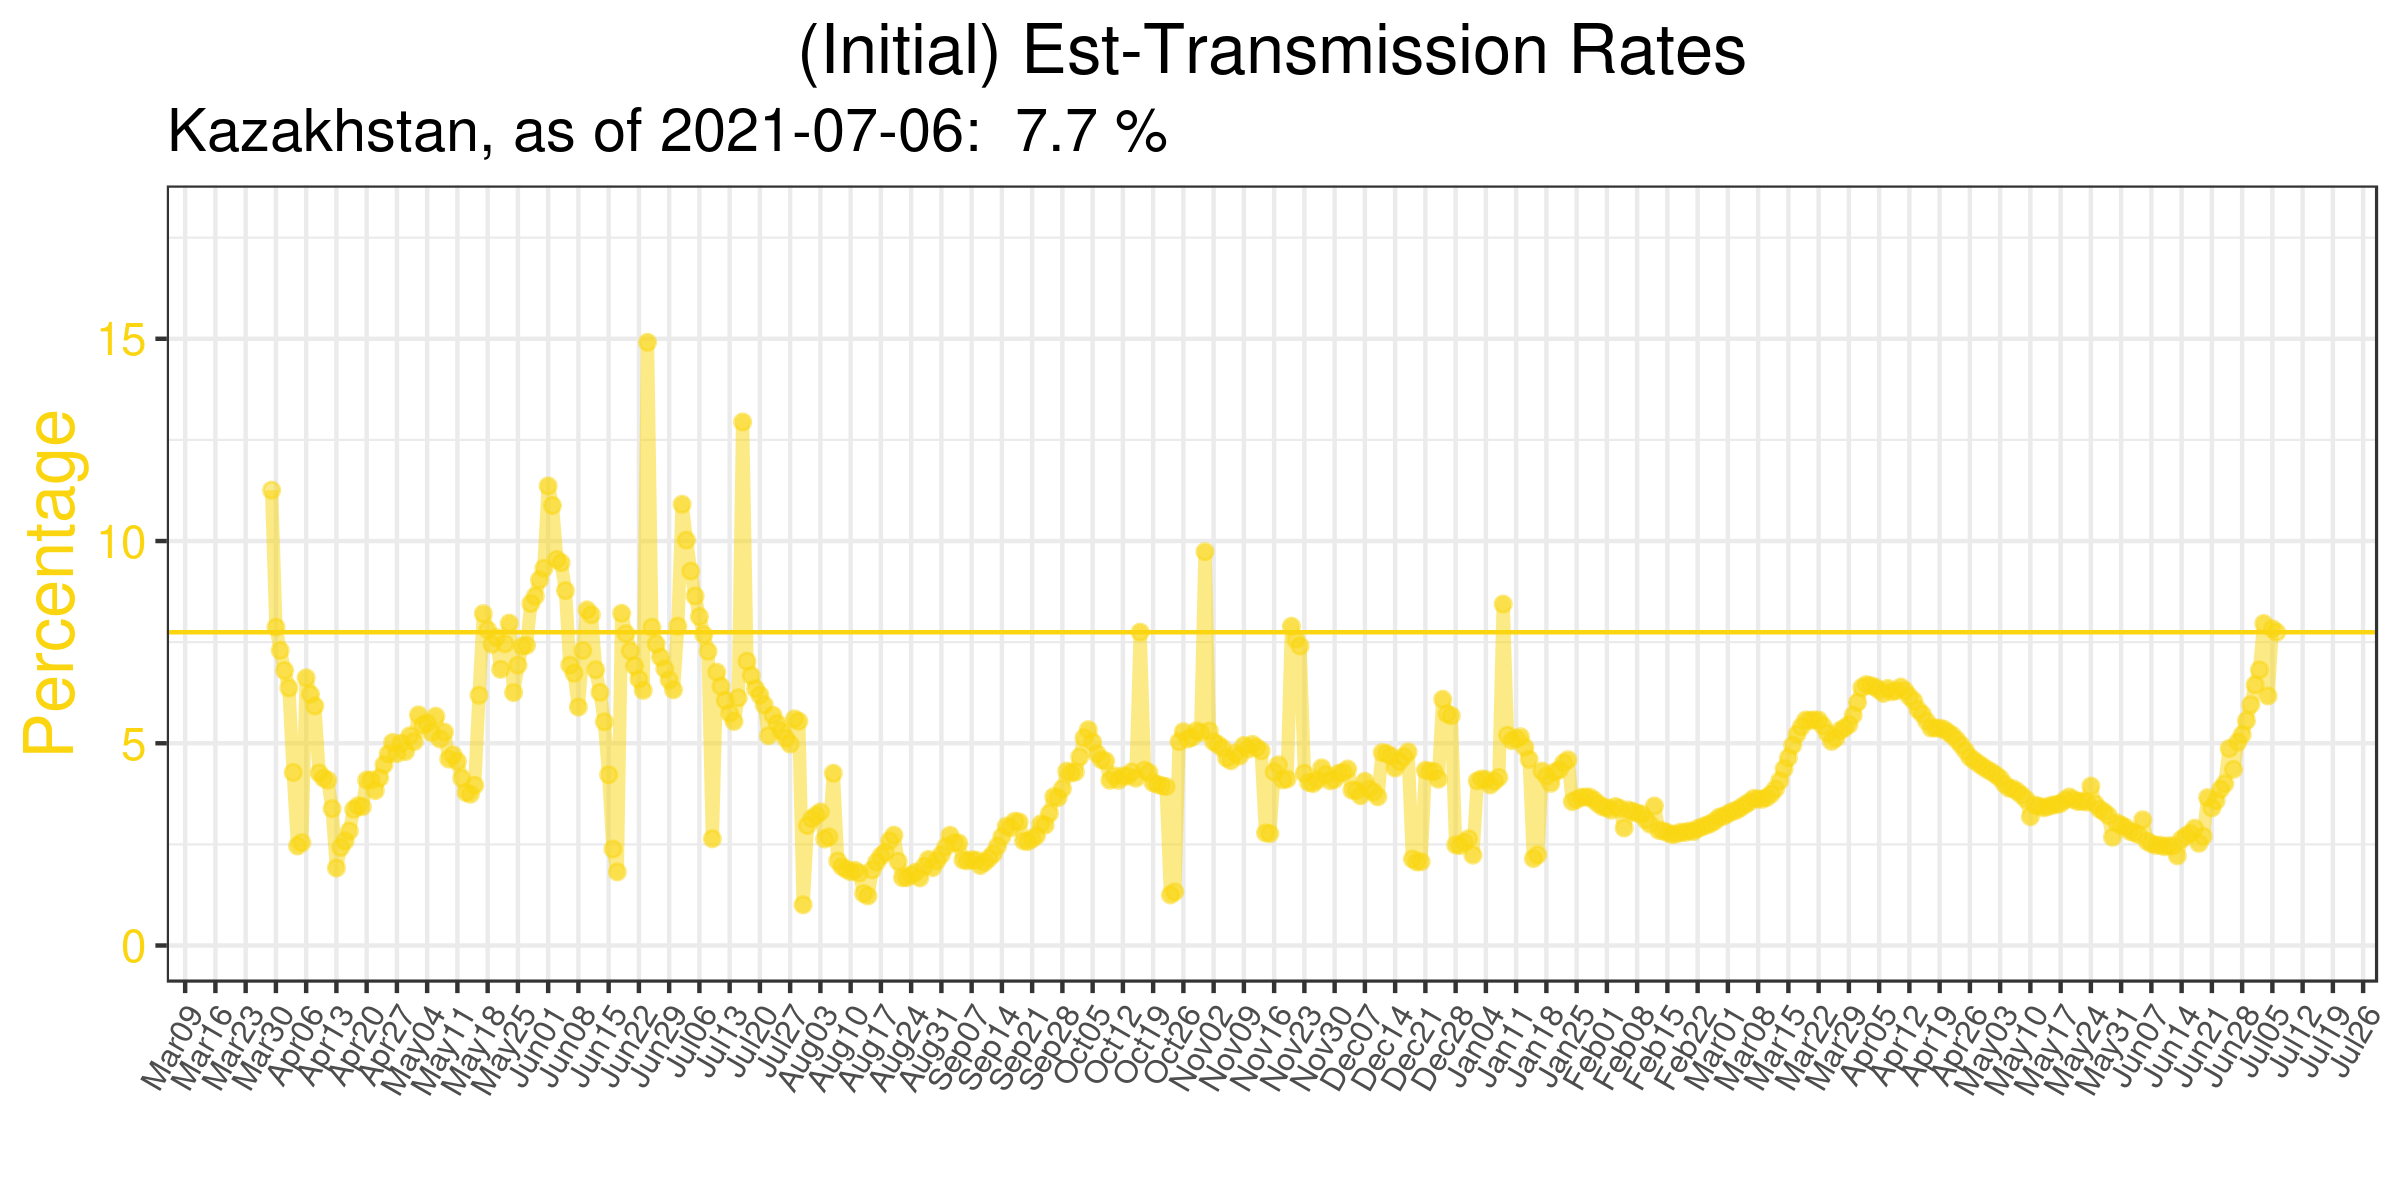 (Initial) Est-Transmission Rates
Kazakhstan, as of 2021-07-06:  7.7 %
Percentage
15
10
5
0
Mar09
Mar16
Mar23
Mar30
Apr06
Apr13
Apr20
Apr27
May04
May11
May18
May25
Jun01
Jun08
Jun15
Jun22
Jun29
Jul06
Jul13
Jul20
Jul27
Aug03
Aug10
Aug17
Aug24
Aug31
Sep07
Sep14
Sep21
Sep28
Oct05
Oct12
Oct19
Oct26
Nov02
Nov09
Nov16
Nov23
Nov30
Dec07
Dec14
Dec21
Dec28
Jan04
Jan11
Jan18
Jan25
Feb01
Feb08
Feb15
Feb22
Mar01
Mar08
Mar15
Mar22
Mar29
Apr05
Apr12
Apr19
Apr26
May03
May10
May17
May24
May31
Jun07
Jun14
Jun21
Jun28
Jul05
Jul12
Jul19
Jul26